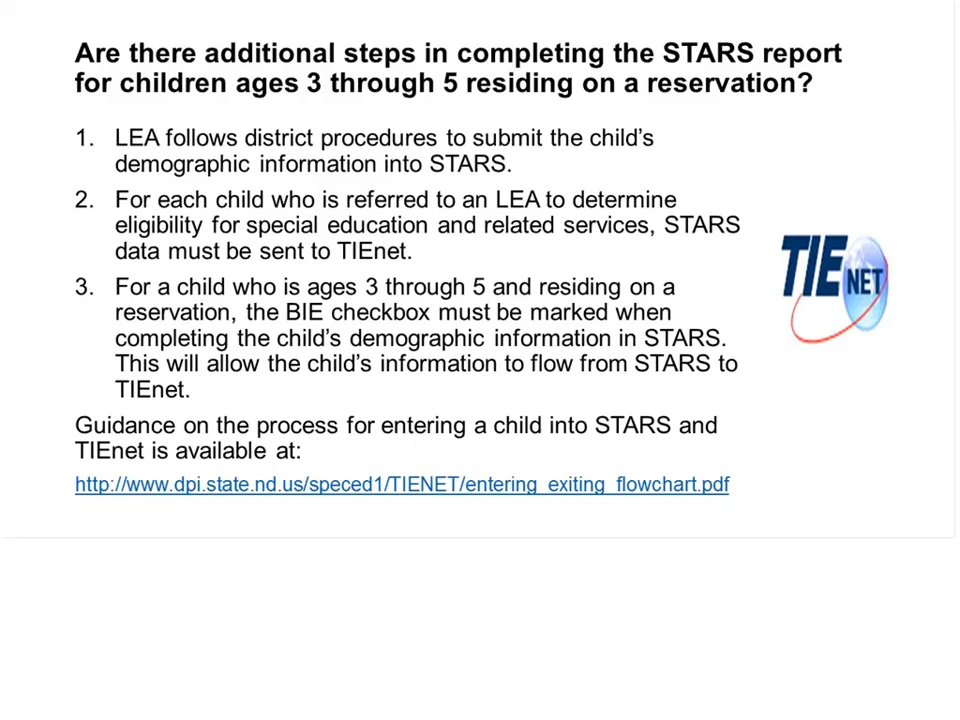 Are there additional steps in completing the STARS report
for children ages 3 through 5 residing on a reservation?
1. LEA follows district procedures to submit the child’s
demographic information into STARS.
2. For each child who is referred to an LEA to determine
eligibility for special education and related services, STARS
data must be sent to TIEnet.
3. For a child who is ages 3 through 5 and residing on a
reservation, the BIE checkbox must be marked when
completing the child’s demographic information in STARS.
This will allow the child’s information to flow from STARS to
TIEnet.
Guidance on the process for entering a child into STARS and
TIEnet is available at:
http://www.dpi.state.nd.us/speced1/TIENET/entering_exiting_flowchart.pdf
TIENET